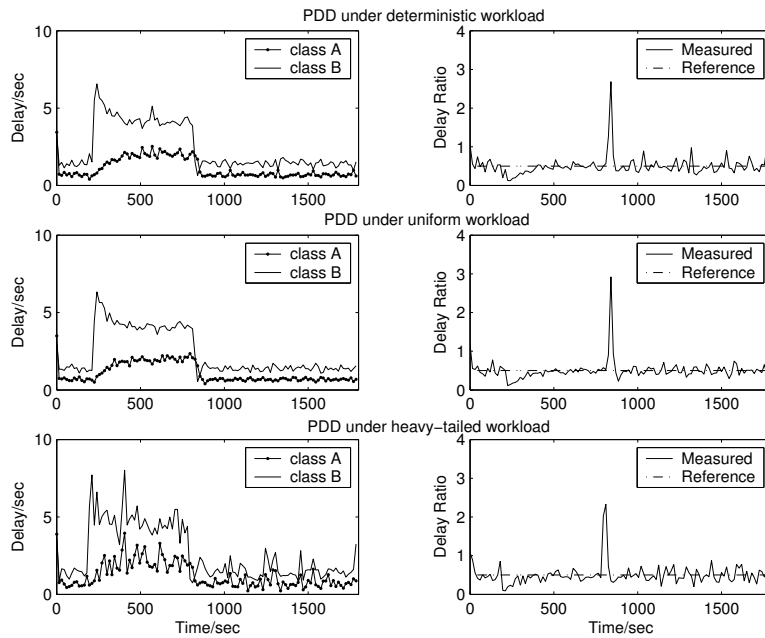 PDD under deterministic workload
10
5
0
Delay/sec
class A
class B
0 500 1000 1500
4
3
2
1
0
Delay Ratio
Measured
Reference
0 500 1000 1500
PDD under uniform workload
10
5
0
Delay/sec
class A
class B
0 500 1000 1500
4
3
2
1
0
Delay Ratio
Measured
Reference
0 500 1000 1500
PDD under heavy−tailed workload
10
5
0
Delay/sec
class A
class B
0 500 1000 1500
Time/sec
4
3
2
1
0
Delay Ratio
Measured
Reference
0 500 1000 1500
Time/sec